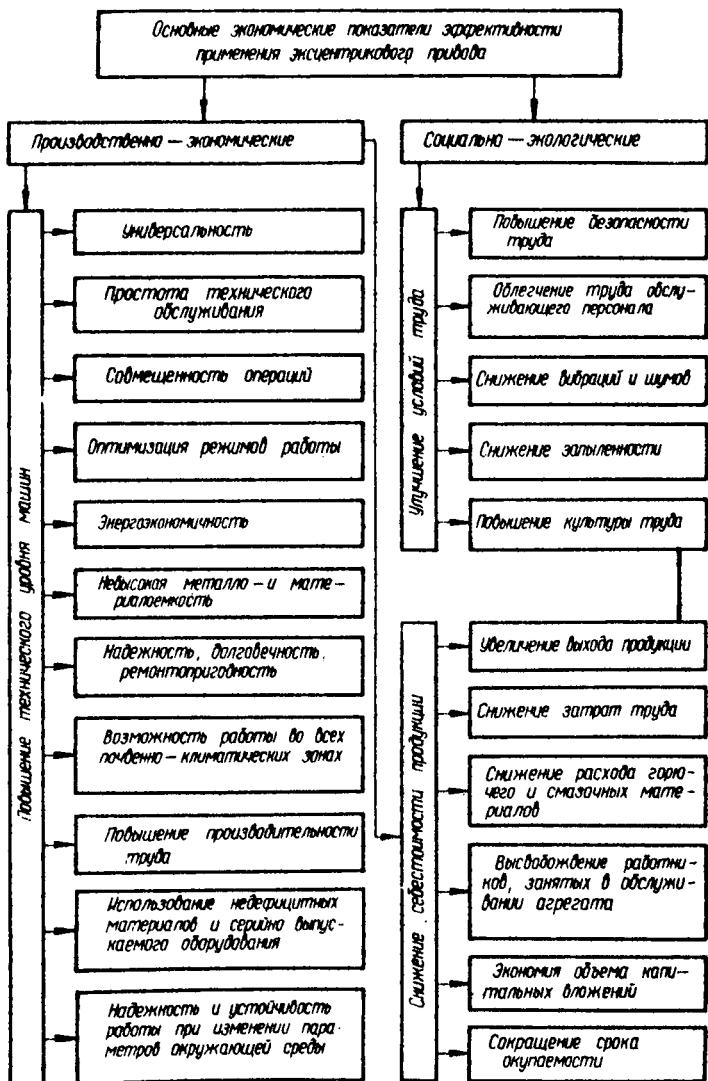 Основные экономические показатели эффективности
применения эксцентрикового привода
Производственно — экономические
Социально — экологические
Повышение технического уровня машин
Универсальность
Простота технического
обслуживания
Совмещенность операций
Оптимизация режимов работы
Энергоэкономичность
Невысокая металло — и мате-
риалоемкость
Надежность, долговечность,
ремонтопригодность
Возможность работы во всех
почвенно — климатических зонах
Повышение производительности
труда
Использование недефицитных
материалов и серийно выпус-
каемого оборудования
Надежность и устойчивость
работы при изменении пара-
метров окружающей среды
Улучшение условий труда
Повышение безопасности
труда
Облегчение труда обслу-
живающего персонала
Снижение вибраций и шумов
Снижение запыленности
Повышение культуры труда
Снижение себестоимости продукции
Увеличение выхода продукции
Снижение затрат труда
Снижение расхода горю-
чего и смазочных мате-
риалов
Высвобождение работни-
ков, занятых в обслужи-
вании агрегата
Экономия объема капи-
тальных вложений
Сокращение срока
окупаемости